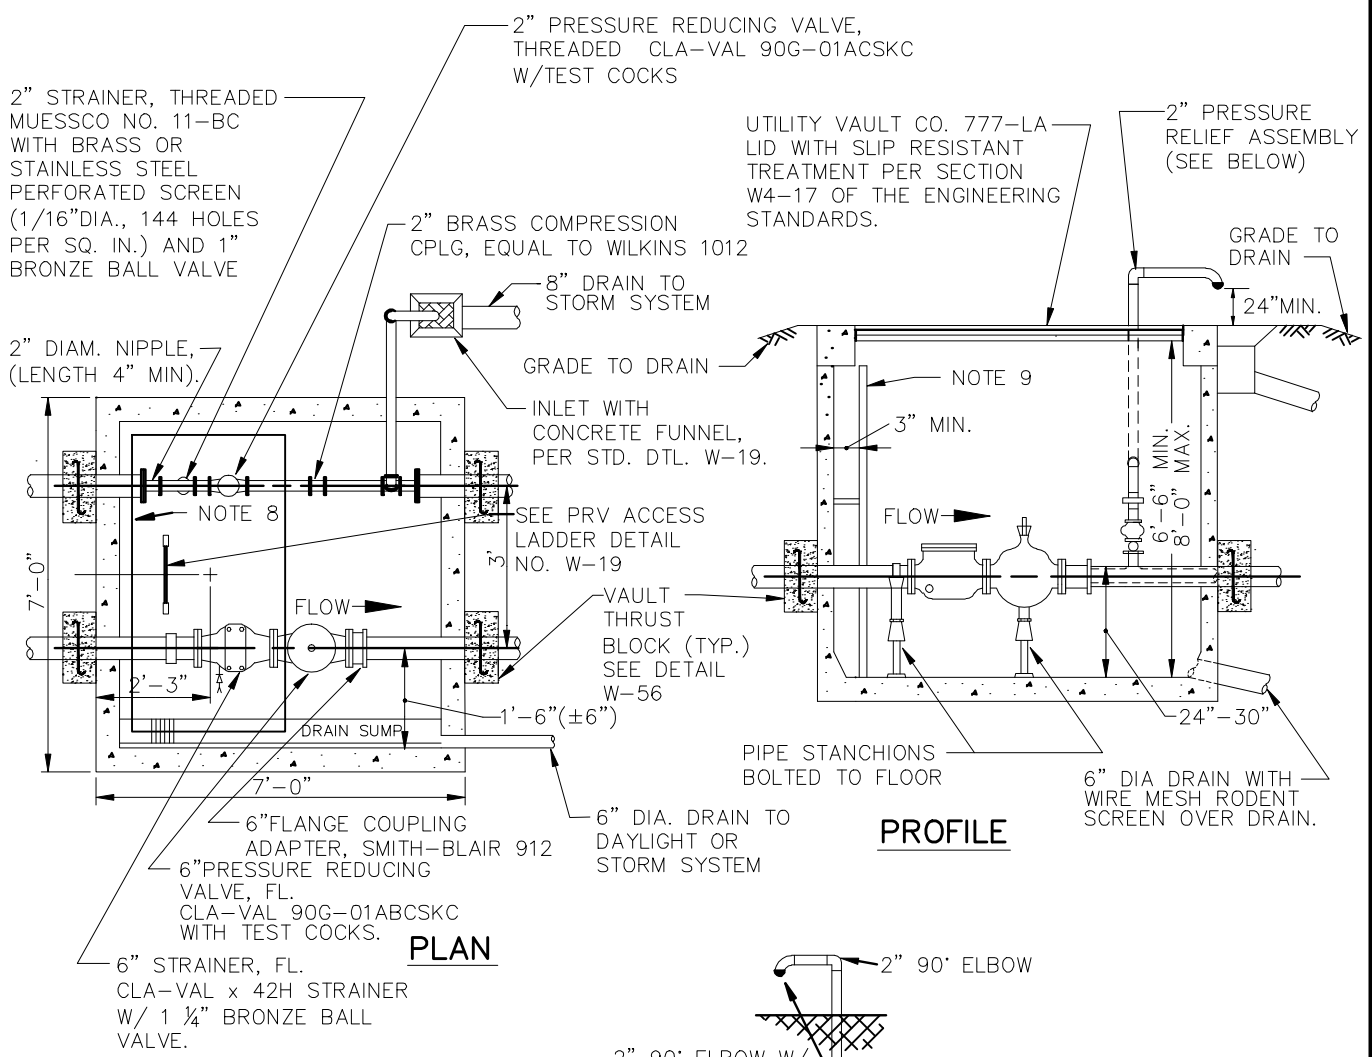 2" PRESSURE REDUCING VALVE,
THREADED CLA-VAL 90G-01ACSKC
W/TEST COCKS
2" STRAINER, THREADED
MUESSCO NO. 11-BC
WITH BRASS OR
STAINLESS STEEL
PERFORATED SCREEN
(1/16"DIA., 144 HOLES
PER SQ. IN.) AND 1"
BRONZE BALL VALVE
UTILITY VAULT CO. 777-LA
LID WITH SLIP RESISTANT
TREATMENT PER SECTION
W4-17 OF THE ENGINEERING
STANDARDS.
2" PRESSURE
RELIEF ASSEMBLY
(SEE BELOW)
2" BRASS COMPRESSION
CPLG, EQUAL TO WILKINS 1012
GRADE TO
DRAIN
8" DRAIN TO
STORM SYSTEM
24"MIN.
2" DIAM. NIPPLE,
(LENGTH 4" MIN).
GRADE TO DRAIN
NOTE 9
INLET WITH
CONCRETE FUNNEL,
PER STD. DTL. W-19.
3" MIN.
6'-6" MIN.
8'-0" MAX.
NOTE 8
SEE PRV ACCESS
LADDER DETAIL
NO. W-19
FLOW
3'
7'-0"
FLOW
VAULT
THRUST
BLOCK (TYP.)
SEE DETAIL
W-56
2'-3"
1'-6"(±6")
DRAIN SUMP
24"-30"
7'-0"
PIPE STANCHIONS
BOLTED TO FLOOR
6" DIA DRAIN WITH
WIRE MESH RODENT
SCREEN OVER DRAIN.
6"FLANGE COUPLING
ADAPTER, SMITH-BLAIR 912
6" DIA. DRAIN TO
DAYLIGHT OR
STORM SYSTEM
PROFILE
6"PRESSURE REDUCING
VALVE, FL.
CLA-VAL 90G-01ABCSKC
WITH TEST COCKS.
PLAN
6" STRAINER, FL.
CLA-VAL x 42H STRAINER
W/ 1 ¼" BRONZE BALL
VALVE.
2" 90° ELBOW
2" 90° ELBOW W/